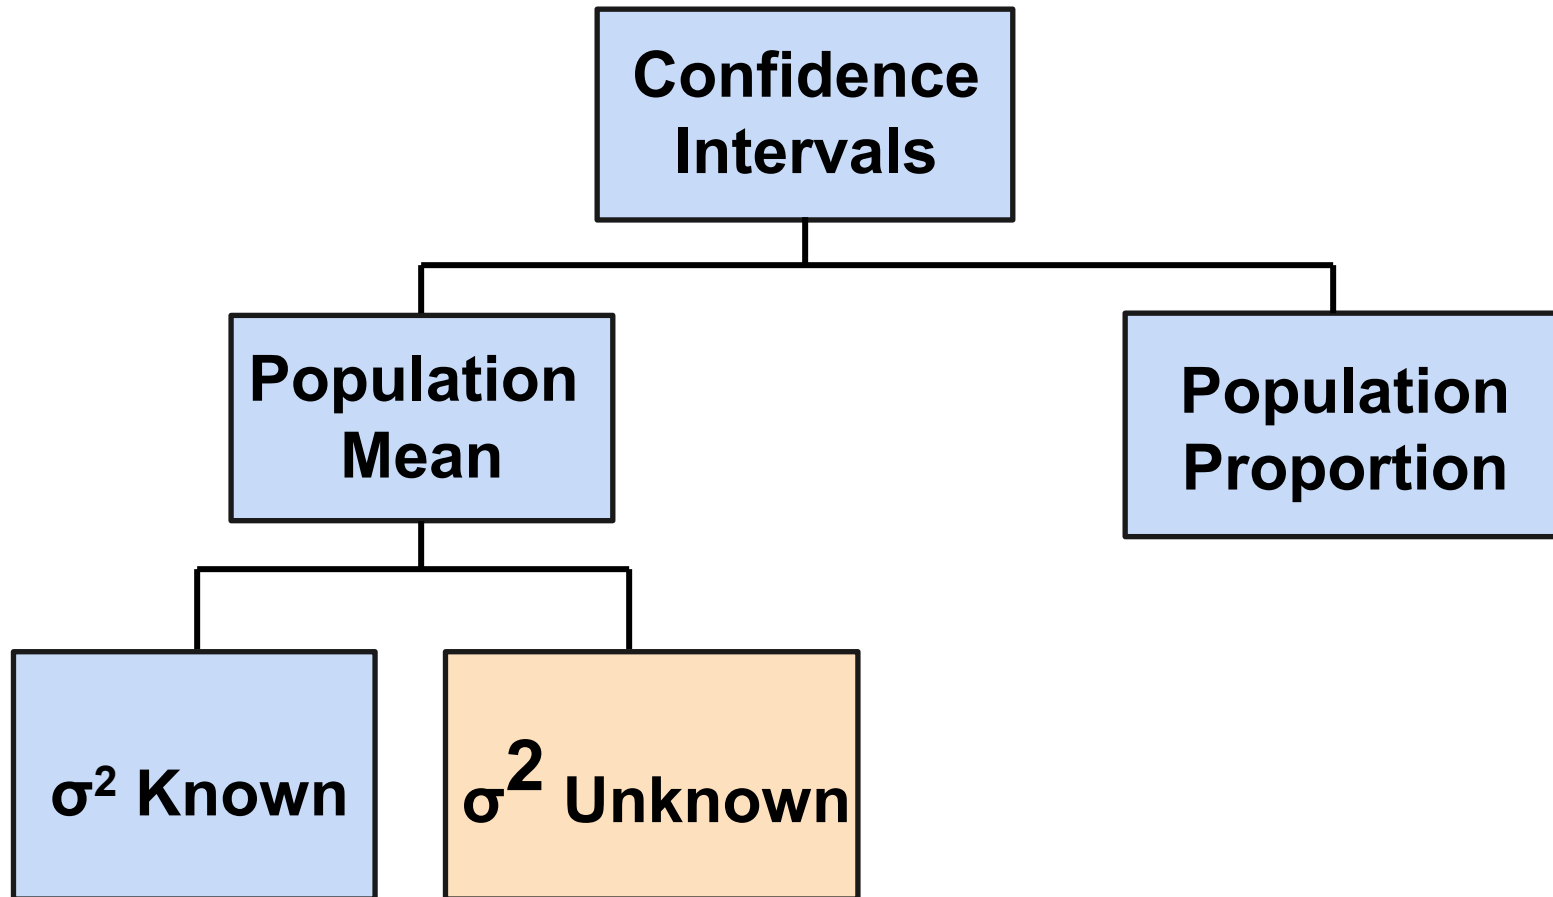 Confidence
Intervals
Population
Mean
Population
Proportion
σ² Known
σ² Unknown